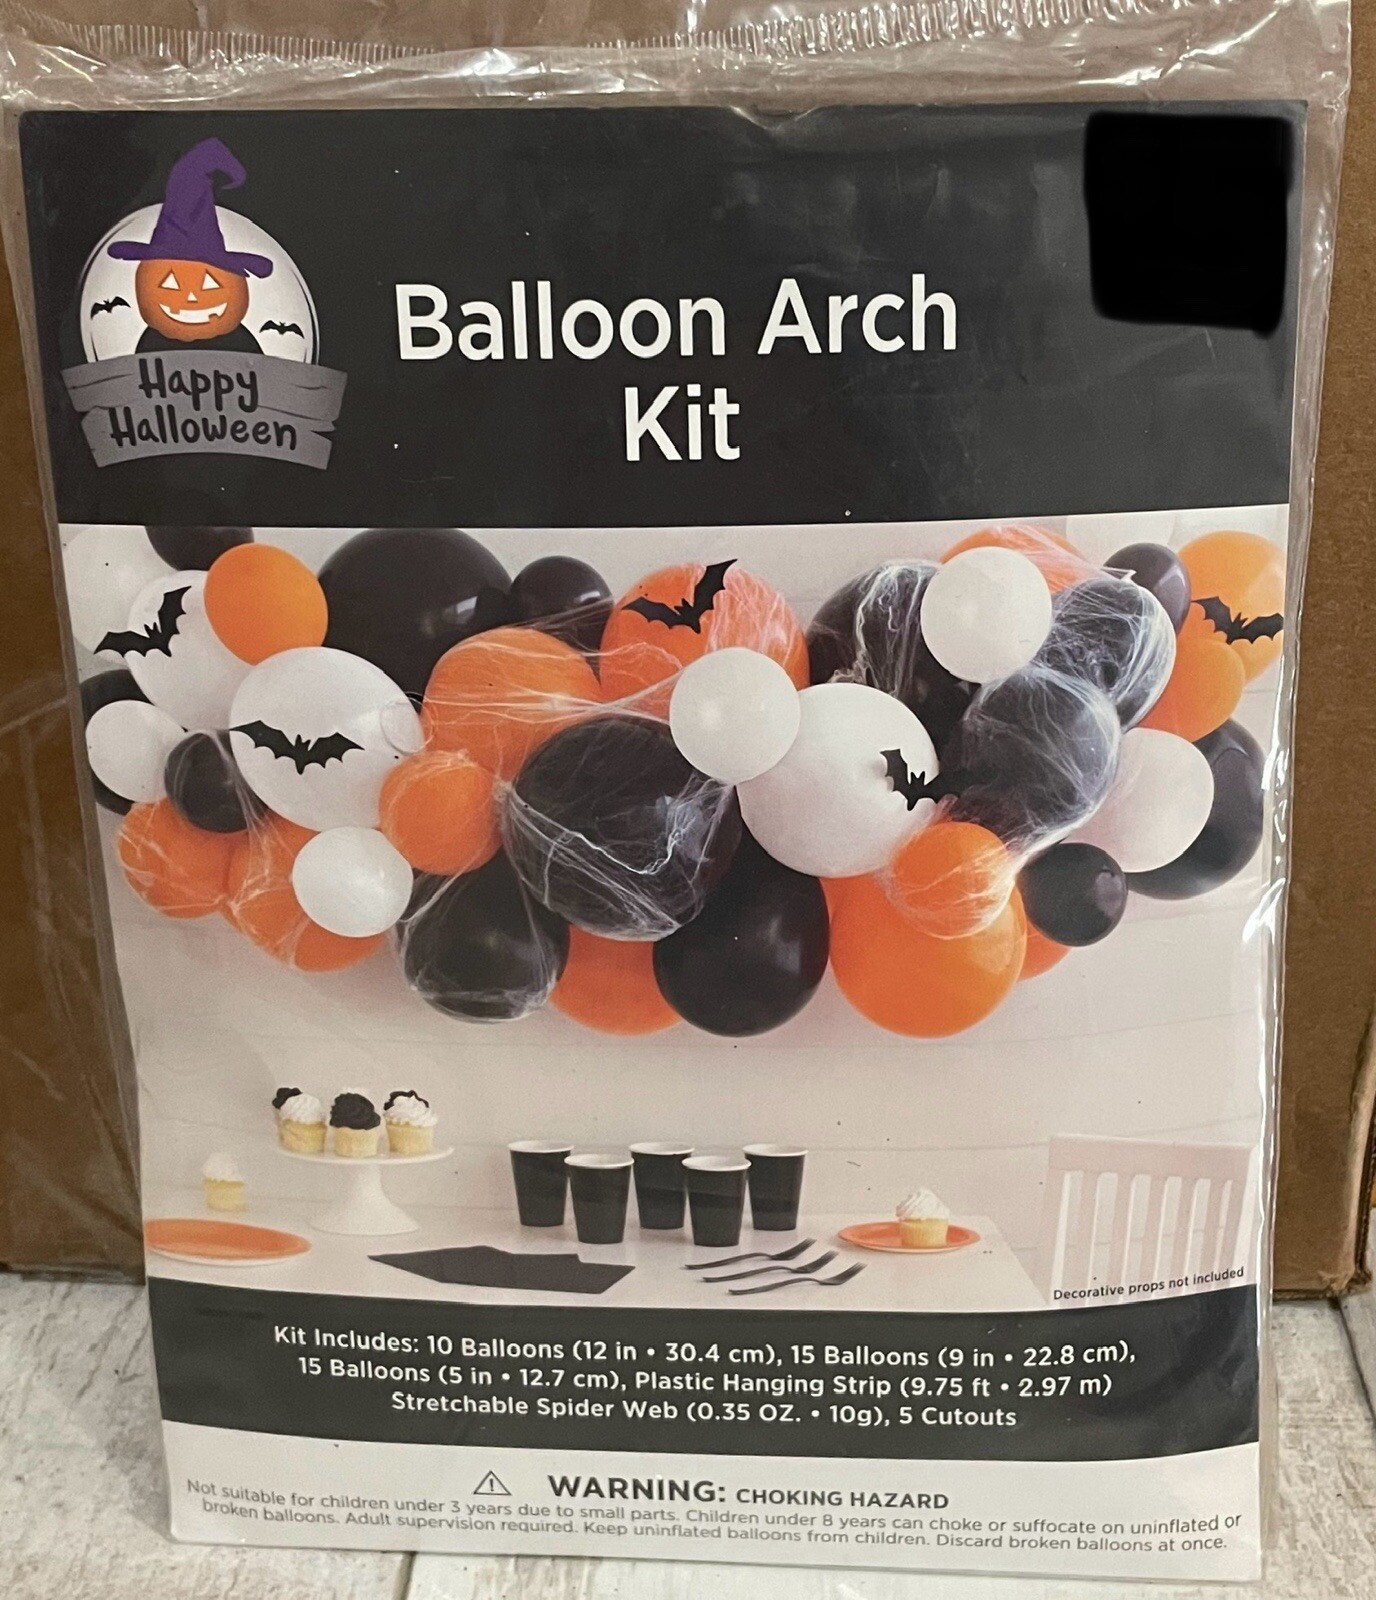 Happy
Halloween
Balloon Arch
Kit
Decorative props not included
Kit Includes: 10 Balloons (12 in • 30.4 cm), 15 Balloons (9 in • 22.8 cm),
15 Balloons (5 in • 12.7 cm), Plastic Hanging Strip (9.75 ft • 2.97 m)
Stretchable Spider Web (0.35 OZ. • 10g), 5 Cutouts
WARNING: CHOKING HAZARD
Not suitable for children under 3 years due to small parts. Children under 8 years can choke or suffocate on uninflated or
broken balloons. Adult supervision required. Keep uninflated balloons from children. Discard broken balloons at once.